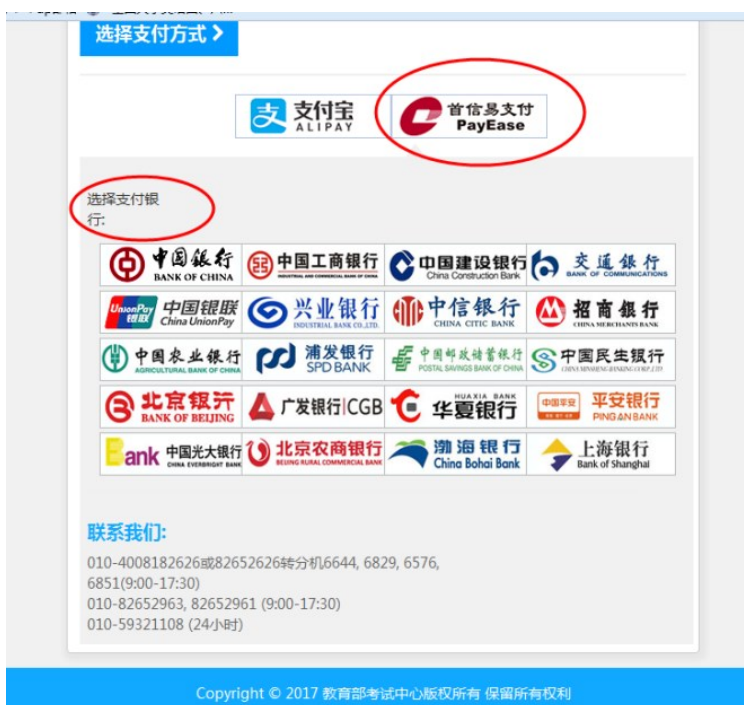 选择支付方式
支付宝
ALIPAY
首信易支付
PayEase
选择支付银
行:
中国银行
BANK OF CHINA
中国工商银行
INDUSTRIAL AND COMMERCIAL BANK OF CHINA
中国建设银行
China Construction Bank
交通银行
BANK OF COMMUNICATIONS
UnionPay
银联
中国银联
China UnionPay
兴业银行
INDUSTRIAL BANK CO.,LTD.
中信银行
CHINA CITIC BANK
招商银行
CHINA MERCHANTS BANK
中国农业银行
AGRICULTURAL BANK OF CHINA
浦发银行
SPD BANK
中国邮政储蓄银行
POSTAL SAVINGS BANK OF CHINA
中国民生银行
CHINA MINSHENG BANKING CORP.,LTD
北京银行
BANK OF BEIJING
广发银行|CGB
HUAXIA BANK
华夏银行
中国平安
平安银行
PING AN BANK
Bank
中国光大银行
CHINA EVERBRIGHT BANK
北京农商银行
BEIJING RURAL COMMERCIAL BANK
渤海银行
China Bohai Bank
上海银行
Bank of Shanghai
联系我们:
010-4008182626或82652626转分机6644, 6829, 6576,
6851(9:00-17:30)
010-82652963, 82652961 (9:00-17:30)
010-59321108 (24小时)
Copyright © 2017 教育部考试中心版权所有 保留所有权利